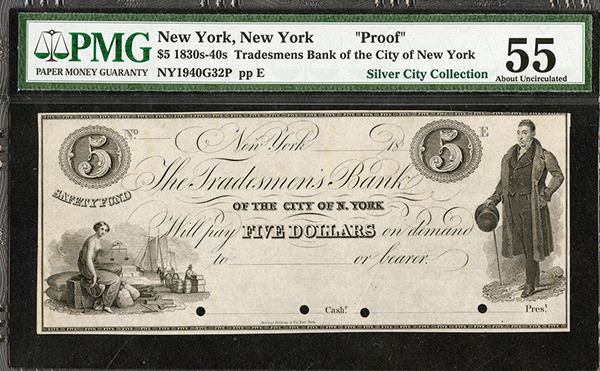 PMG
PAPER MONEY GUARANTY
New York, New York "Proof"
$5 1830s-40s Tradesmens Bank of the City of New York
NY1940G32P pp E
Silver City Collection
55
About Uncirculated
5
No
New York 18
5
E
SAFETY FUND
The Tradesmen's Bank
OF THE CITY OF N. YORK
Will pay FIVE DOLLARS on demand
to or bearer.
Cash!
Pres!